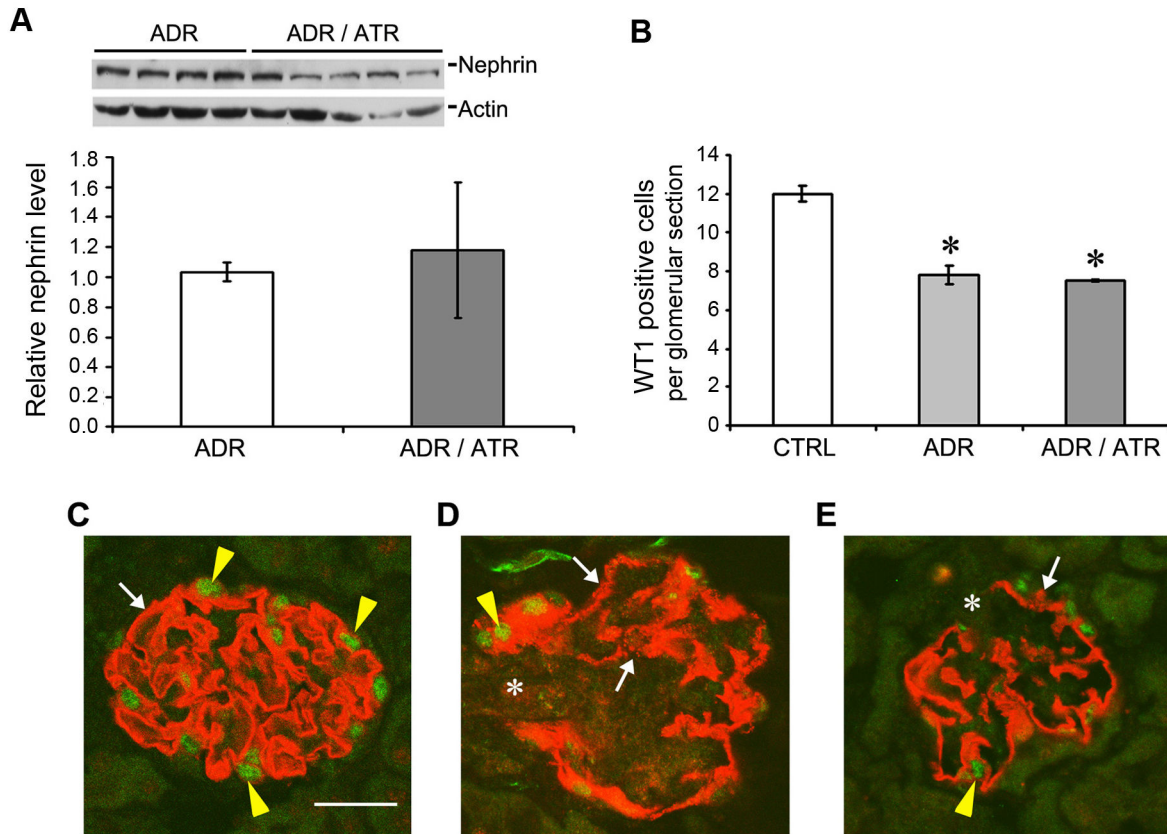 A
ADR ADR / ATR
Nephrin
Actin
Relative nephrin level
1.8
1.6
1.4
1.2
1.0
0.8
0.6
0.4
0.2
0.0
ADR ADR / ATR
B
WT1 positive cells
per glomerular section
14
12
10
8
6
4
2
0
* *
CTRL ADR ADR / ATR
C
D
*
E
*